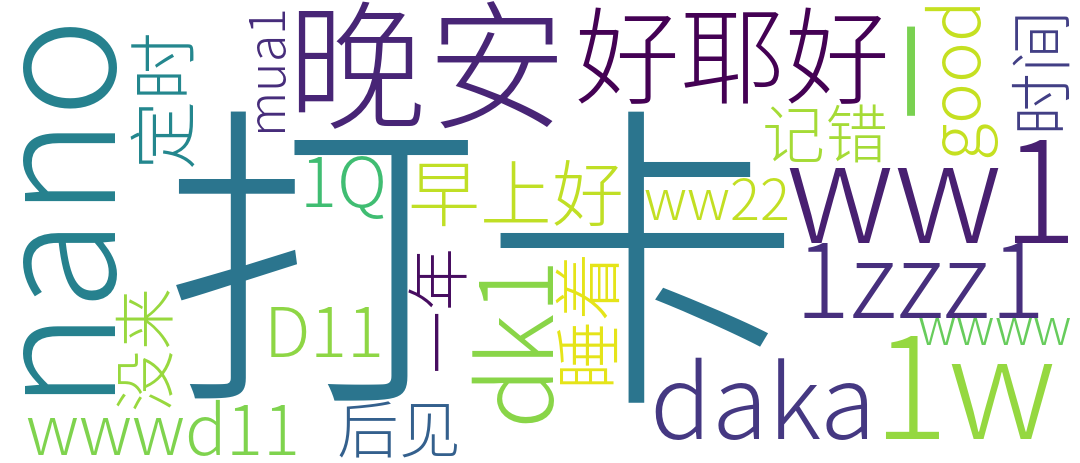 nano
定时
mua1
晚安
好耶好
一
good
时间
打卡
1Q
早上好
ww22
记错
ww1
1zzz1
一年
dk1
睡着
D11
没来
wwww
wwwd11
后见
daka
1w